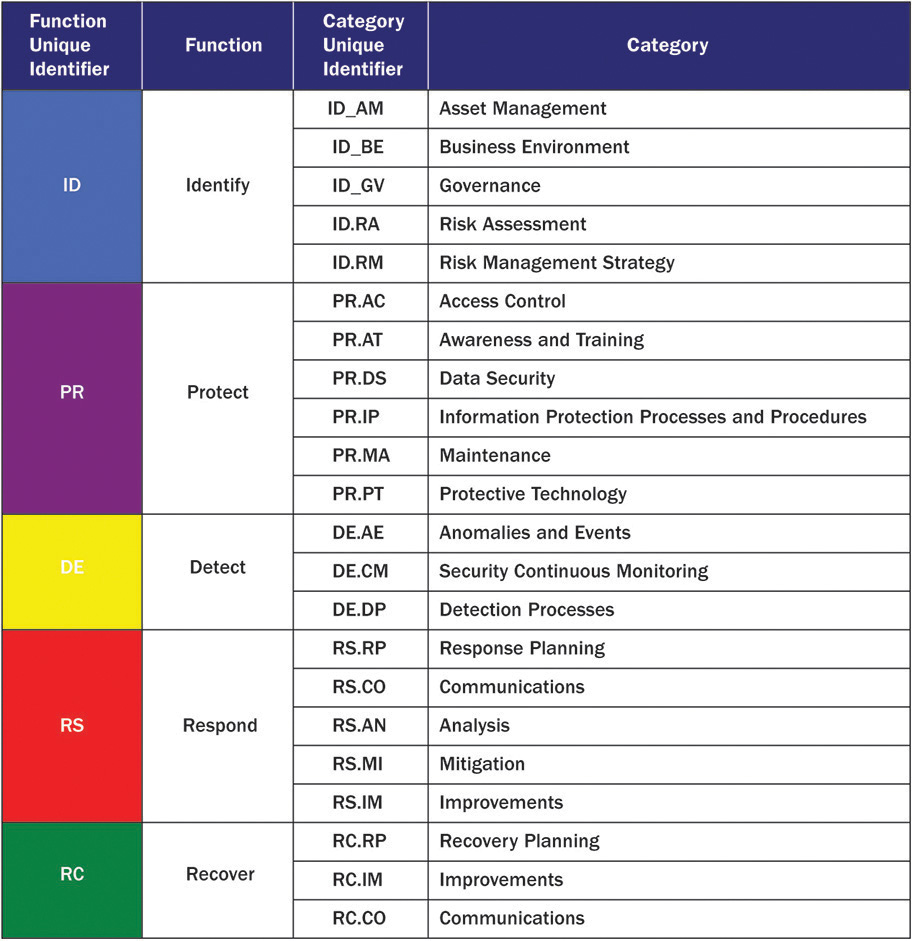 Function Unique Identifier Function Category Unique Identifier Category
ID Identify ID_AM Asset Management
ID_BE Business Environment
ID_GV Governance
ID.RA Risk Assessment
ID.RM Risk Management Strategy
PR Protect PR.AC Access Control
PR.AT Awareness and Training
PR.DS Data Security
PR.IP Information Protection Processes and Procedures
PR.MA Maintenance
PR.PT Protective Technology
DE Detect DE.AE Anomalies and Events
DE.CM Security Continuous Monitoring
DE.DP Detection Processes
RS Respond RS.RP Response Planning
RS.CO Communications
RS.AN Analysis
RS.MI Mitigation
RS.IM Improvements
RC Recover RC.RP Recovery Planning
RC.IM Improvements
RC.CO Communications